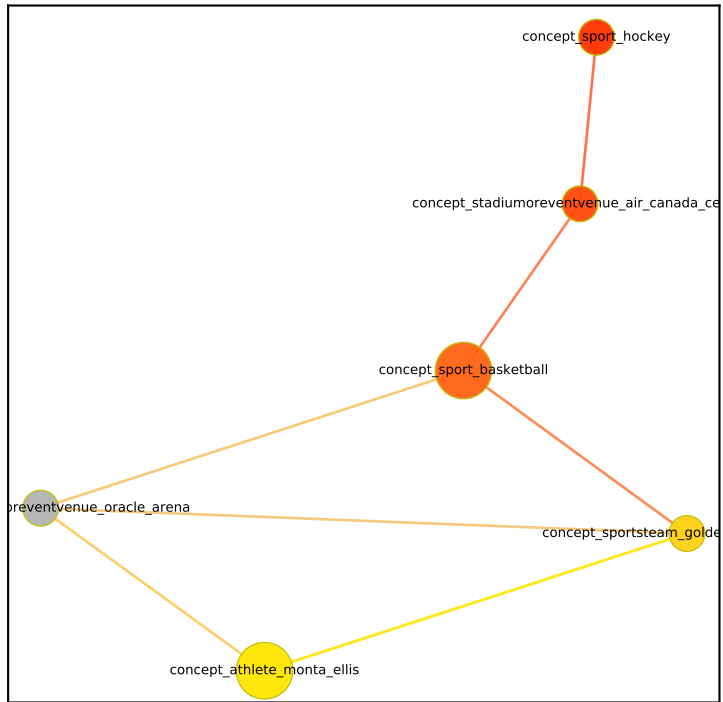 concept_sport_hockey
concept_stadiumoreventvenue_air_canada_ce
concept_sport_basketball
oreventvenue_oracle_arena
concept_sportsteam_golde
concept_athlete_monta_ellis